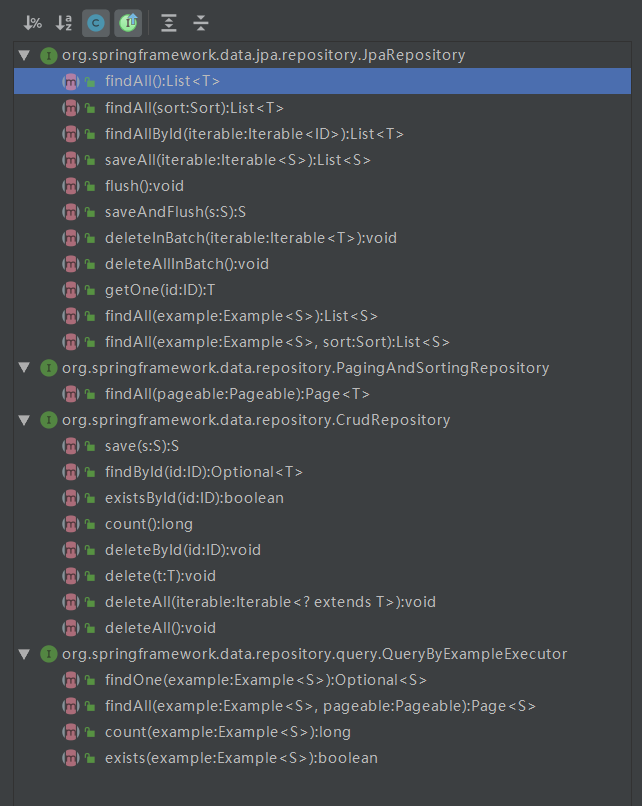 org.springframework.data.jpa.repository.JpaRepository
findAll():List<T>
findAll(sort:Sort):List<T>
findAllById(iterable:Iterable<ID>):List<T>
saveAll(iterable:Iterable<S>):List<S>
flush():void
saveAndFlush(s:S):S
deleteInBatch(iterable:Iterable<T>):void
deleteAllInBatch():void
getOne(id:ID):T
findAll(example:Example<S>):List<S>
findAll(example:Example<S>, sort:Sort):List<S>
org.springframework.data.repository.PagingAndSortingRepository
findAll(pageable:Pageable):Page<T>
org.springframework.data.repository.CrudRepository
save(s:S):S
findById(id:ID):Optional<T>
existsById(id:ID):boolean
count():long
deleteById(id:ID):void
delete(t:T):void
deleteAll(iterable:Iterable<? extends T>):void
deleteAll():void
org.springframework.data.repository.query.QueryByExampleExecutor
findOne(example:Example<S>):Optional<S>
findAll(example:Example<S>, pageable:Pageable):Page<S>
count(example:Example<S>):long
exists(example:Example<S>):boolean